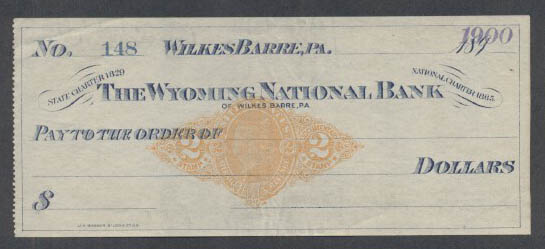 No. 148 WILKES BARRE, PA. 1900 189
STATE CHARTER 1829
NATIONAL CHARTER 1865
THE WYOMING NATIONAL BANK
OF WILKES BARRE, PA
PAY TO THE ORDER OF
2 2
DOLLARS
$